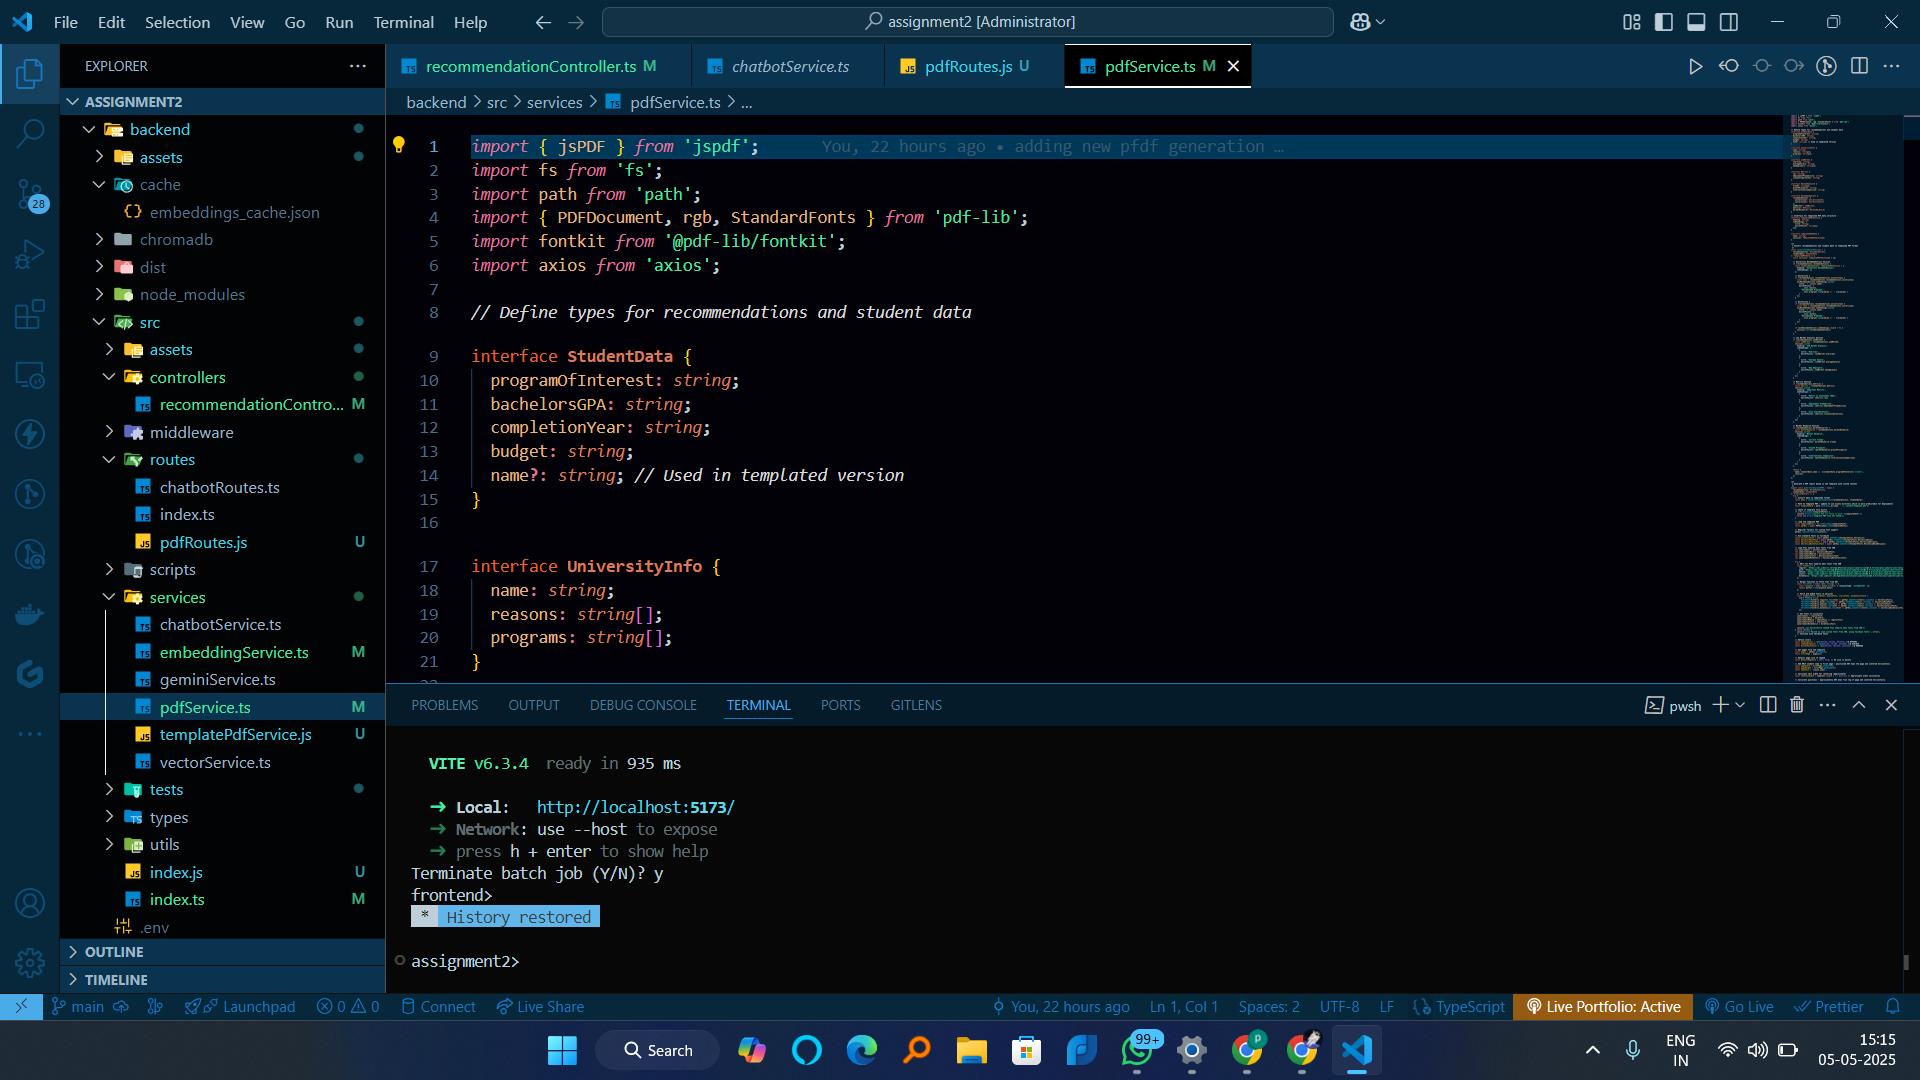 File Edit Selection View Go Run Terminal Help
assignment2 [Administrator]
EXPLORER
ASSIGNMENT2
backend
assets
cache
embeddings_cache.json
chromadb
dist
node_modules
src
assets
controllers
recommendationContro... M
middleware
routes
chatbotRoutes.ts
index.ts
pdfRoutes.js U
scripts
services
chatbotService.ts
embeddingService.ts M
geminiService.ts
pdfService.ts M
templatePdfService.js U
vectorService.ts
tests
types
utils
index.js U
index.ts M
.env
OUTLINE
TIMELINE
28
recommendationController.ts M
chatbotService.ts
pdfRoutes.js U
pdfService.ts M
backend > src > services > pdfService.ts > ...
1 import { jsPDF } from 'jspdf'; You, 22 hours ago • adding new pfdf generation …
2 import fs from 'fs';
3 import path from 'path';
4 import { PDFDocument, rgb, StandardFonts } from 'pdf-lib';
5 import fontkit from '@pdf-lib/fontkit';
6 import axios from 'axios';
7
8 // Define types for recommendations and student data
9 interface StudentData {
10 programOfInterest: string;
11 bachelorsGPA: string;
12 completionYear: string;
13 budget: string;
14 name?: string; // Used in templated version
15 }
16
17 interface UniversityInfo {
18 name: string;
19 reasons: string[];
20 programs: string[];
21 }
PROBLEMS OUTPUT DEBUG CONSOLE TERMINAL PORTS GITLENS
pwsh
VITE v6.3.4 ready in 935 ms
➜ Local: http://localhost:5173/
➜ Network: use --host to expose
➜ press h + enter to show help
Terminate batch job (Y/N)? y
frontend>
* History restored
assignment2>
main Launchpad 0 0 Connect Live Share
You, 22 hours ago Ln 1, Col 1 Spaces: 2 UTF-8 LF {} TypeScript Live Portfolio: Active Go Live Prettier
Search
99+
P
ENG
IN
15:15
05-05-2025